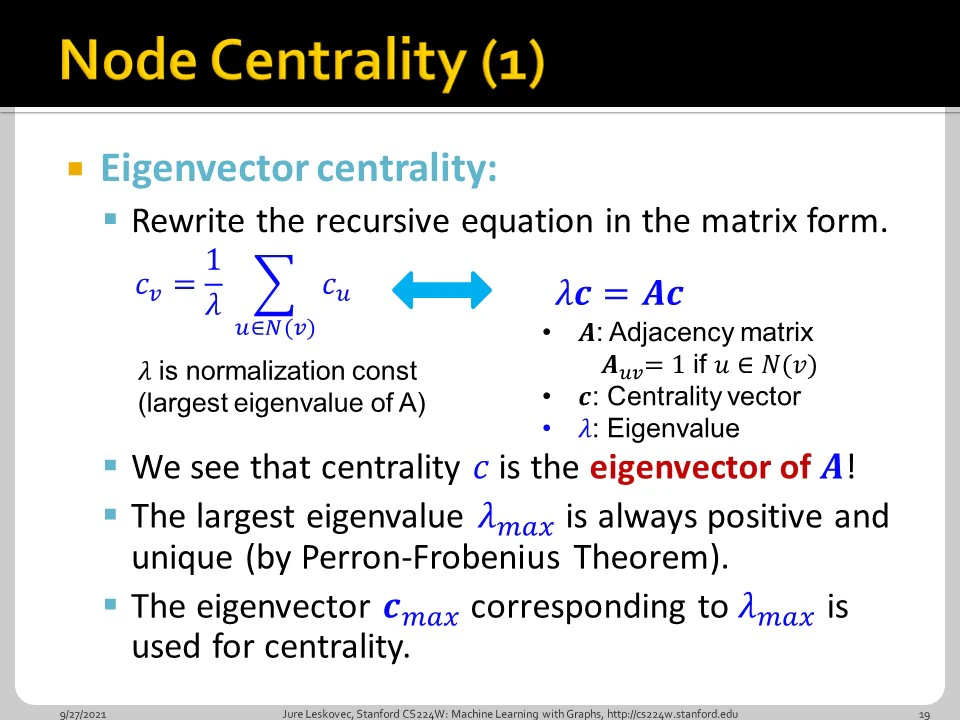 Node Centrality (1)
Eigenvector centrality:
Rewrite the recursive equation in the matrix form.
𝑐_𝑣 = 1/𝜆 ∑_{𝑢∈𝑁(𝑣)} 𝑐_𝑢
𝜆𝒄 = 𝑨𝒄
• 𝑨: Adjacency matrix
𝑨_𝑢𝑣= 1 if 𝑢 ∈ 𝑁(𝑣)
• 𝒄: Centrality vector
• 𝜆: Eigenvalue
𝜆 is normalization const
(largest eigenvalue of A)
We see that centrality 𝑐 is the eigenvector of 𝑨!
The largest eigenvalue 𝜆_𝑚𝑎𝑥 is always positive and
unique (by Perron-Frobenius Theorem).
The eigenvector 𝒄_𝑚𝑎𝑥 corresponding to 𝜆_𝑚𝑎𝑥 is
used for centrality.
9/27/2021
Jure Leskovec, Stanford CS224W: Machine Learning with Graphs, http://cs224w.stanford.edu
19